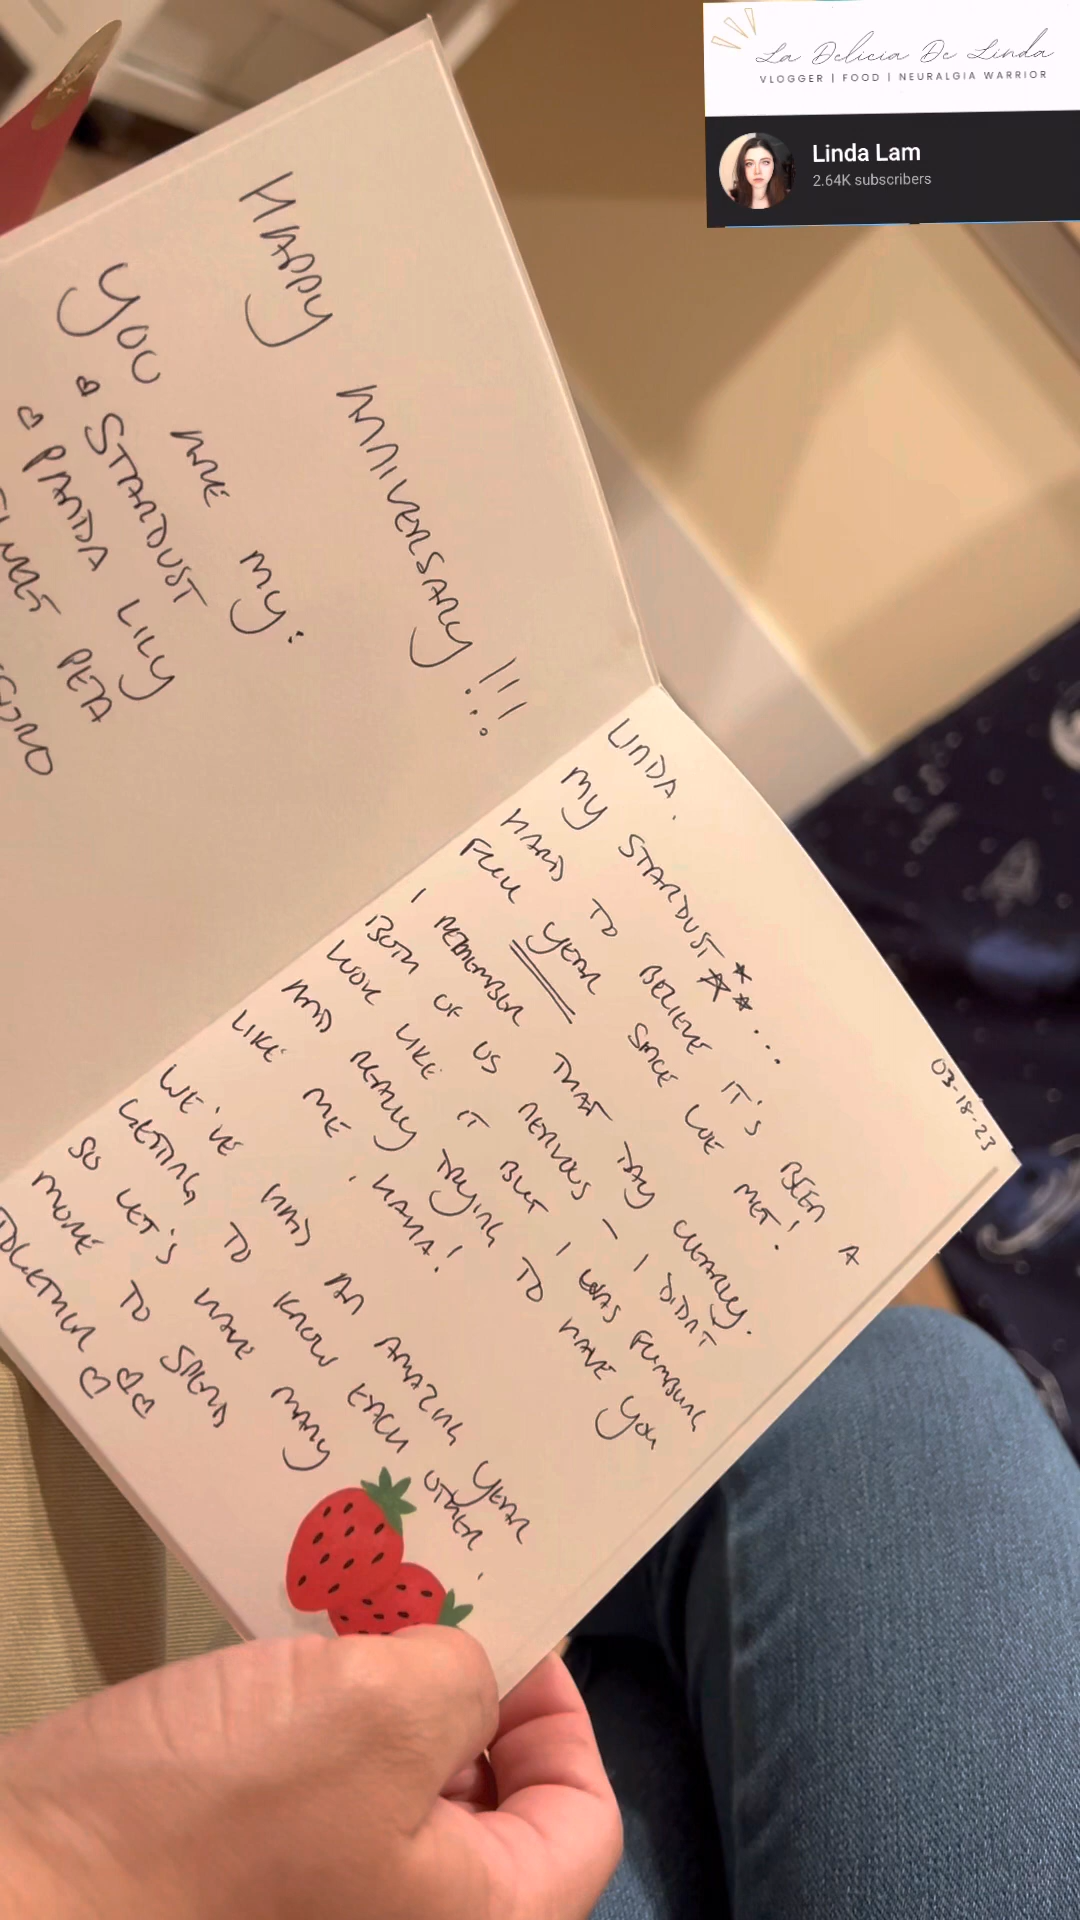 La Delicia De Linda
VLOGGER | FOOD | NEURALGIA WARRIOR
Linda Lam
2.64K subscribers
HAPPY ANNIVERSARY!!!
YOU ARE MY:
STARDUST
PANDA LILY
PET
03-18-23
LINDA.
MY STARDUST...
HARD TO BELIEVE IT'S BEEN A
FULL YEAR SINCE WE MET!
I REMEMBER THAT DAY CLEARLY.
BOTH OF US NERVOUS - I DIDN'T
LOOK LIKE IT BUT I WAS FUMBLING
AND REALLY TRYING TO HAVE YOU
LIKE ME. HAHA!
WE'VE HAD AN AMAZING YEAR
GETTING TO KNOW EACH OTHER.
SO LET'S HAVE MANY
MORE TO SPEND
TOGETHER